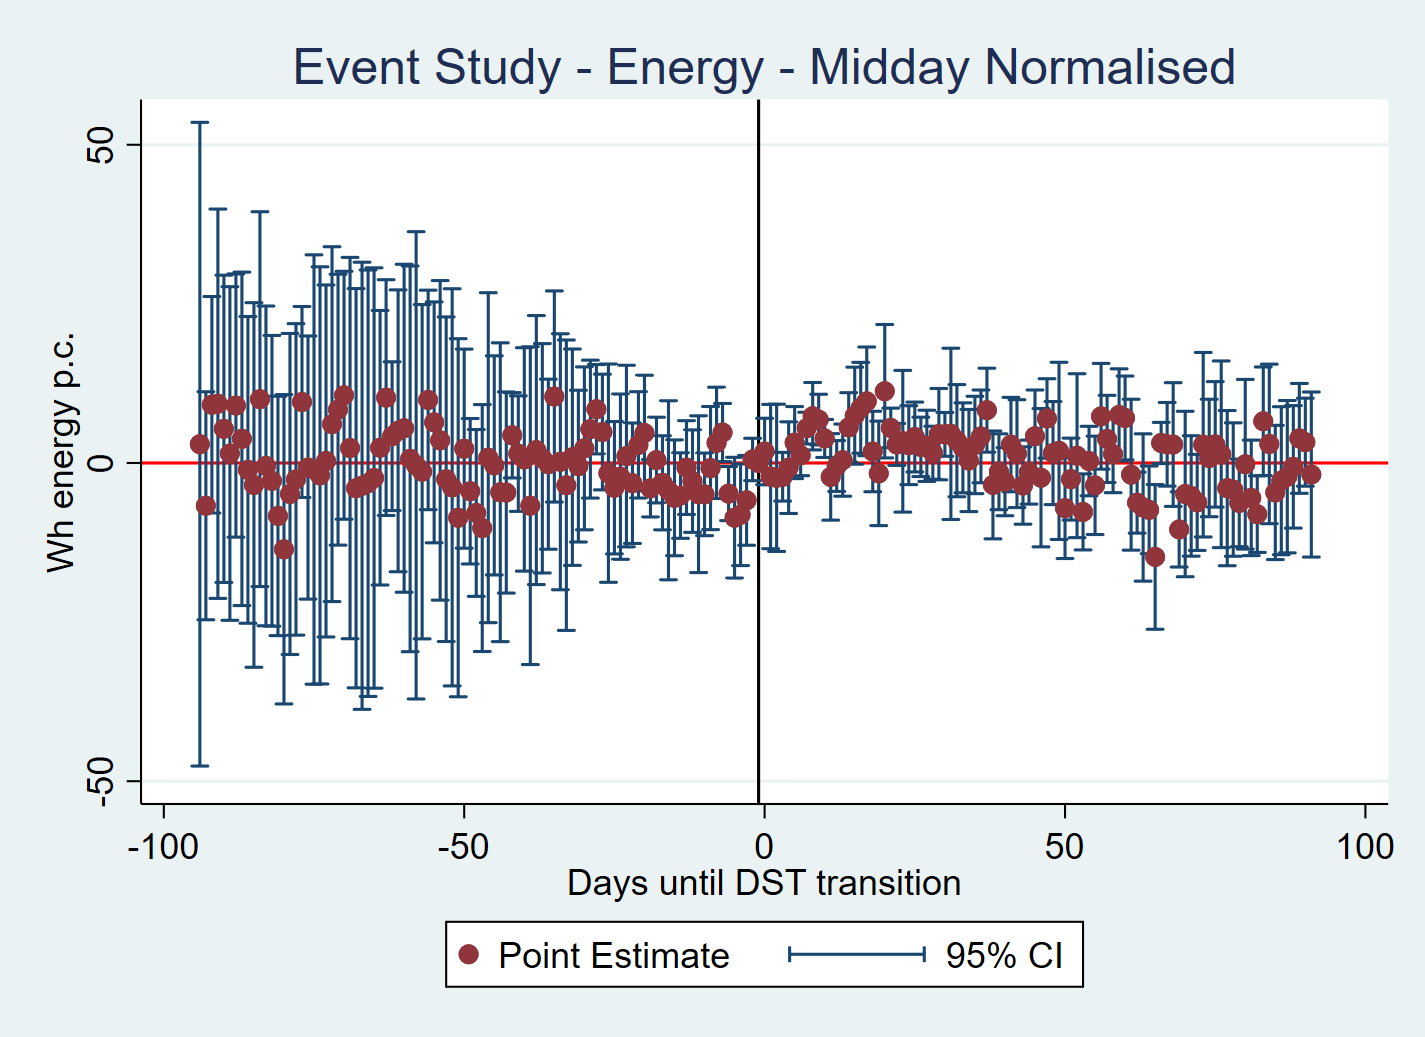 Event Study - Energy - Midday Normalised
Wh energy p.c.
50
0
-50
-100 -50 0 50 100
Days until DST transition
Point Estimate 95% CI